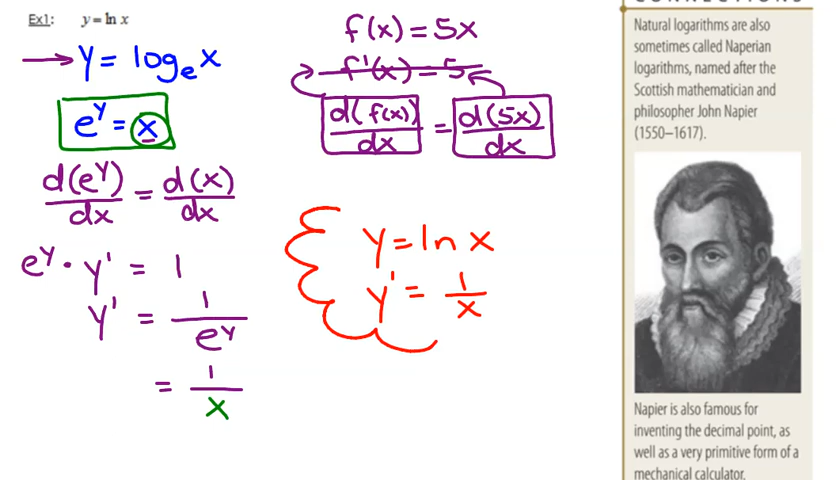 Ex1: y = ln x
→ y = logₑ x
eʸ = x
d(eʸ)/dx = d(x)/dx
eʸ · y' = 1
y' = 1/eʸ
= 1/x
f(x) = 5x
f'(x) = 5
d(f(x))/dx = d(5x)/dx
y = ln x
y' = 1/x
Natural logarithms are also
sometimes called Naperian
logarithms, named after the
Scottish mathematician and
philosopher John Napier
(1550–1617).
Napier is also famous for
inventing the decimal point, as
well as a very primitive form of a
mechanical calculator.